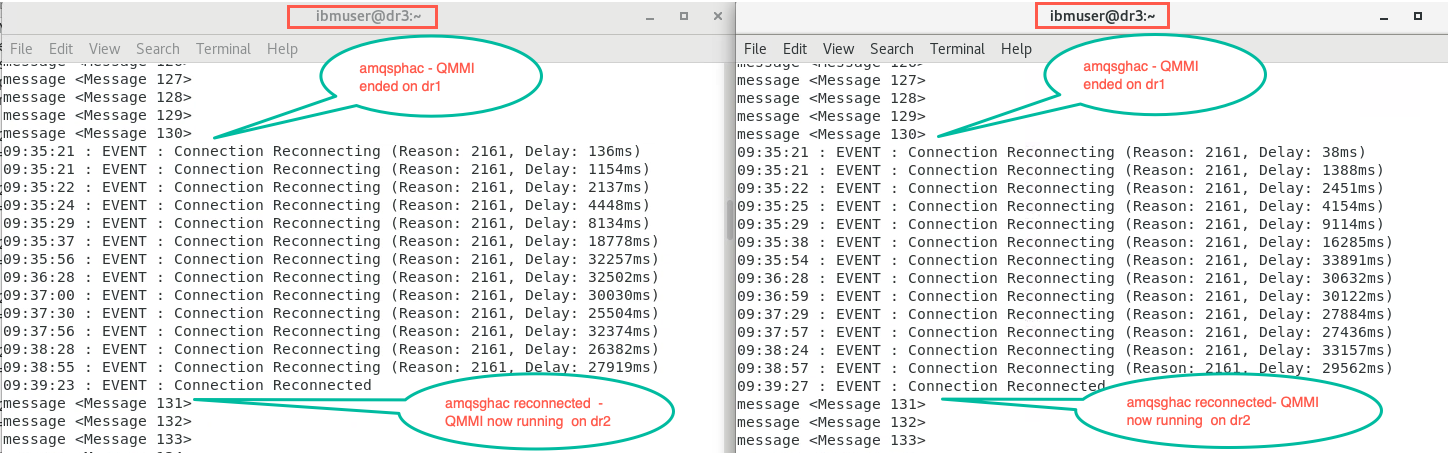 ibmuser@dr3:~
File Edit View Search Terminal Help
message <Message 127>
message <Message 128>
message <Message 129>
message <Message 130>
09:35:21 : EVENT : Connection Reconnecting (Reason: 2161, Delay: 136ms)
09:35:21 : EVENT : Connection Reconnecting (Reason: 2161, Delay: 1154ms)
09:35:22 : EVENT : Connection Reconnecting (Reason: 2161, Delay: 2137ms)
09:35:24 : EVENT : Connection Reconnecting (Reason: 2161, Delay: 4448ms)
09:35:29 : EVENT : Connection Reconnecting (Reason: 2161, Delay: 8134ms)
09:35:37 : EVENT : Connection Reconnecting (Reason: 2161, Delay: 18778ms)
09:35:56 : EVENT : Connection Reconnecting (Reason: 2161, Delay: 32257ms)
09:36:28 : EVENT : Connection Reconnecting (Reason: 2161, Delay: 32502ms)
09:37:00 : EVENT : Connection Reconnecting (Reason: 2161, Delay: 30030ms)
09:37:30 : EVENT : Connection Reconnecting (Reason: 2161, Delay: 25504ms)
09:37:56 : EVENT : Connection Reconnecting (Reason: 2161, Delay: 32374ms)
09:38:28 : EVENT : Connection Reconnecting (Reason: 2161, Delay: 26382ms)
09:38:55 : EVENT : Connection Reconnecting (Reason: 2161, Delay: 27919ms)
09:39:23 : EVENT : Connection Reconnected
message <Message 131>
message <Message 132>
message <Message 133>
amqsphac - QMMI
ended on dr1
amqsghac reconnected -
QMMI now running on dr2
ibmuser@dr3:~
File Edit View Search Terminal Help
message <Message 127>
message <Message 128>
message <Message 129>
message <Message 130>
09:35:21 : EVENT : Connection Reconnecting (Reason: 2161, Delay: 38ms)
09:35:21 : EVENT : Connection Reconnecting (Reason: 2161, Delay: 1388ms)
09:35:22 : EVENT : Connection Reconnecting (Reason: 2161, Delay: 2451ms)
09:35:25 : EVENT : Connection Reconnecting (Reason: 2161, Delay: 4154ms)
09:35:29 : EVENT : Connection Reconnecting (Reason: 2161, Delay: 9114ms)
09:35:38 : EVENT : Connection Reconnecting (Reason: 2161, Delay: 16285ms)
09:35:54 : EVENT : Connection Reconnecting (Reason: 2161, Delay: 33891ms)
09:36:28 : EVENT : Connection Reconnecting (Reason: 2161, Delay: 30632ms)
09:36:59 : EVENT : Connection Reconnecting (Reason: 2161, Delay: 30122ms)
09:37:29 : EVENT : Connection Reconnecting (Reason: 2161, Delay: 27884ms)
09:37:57 : EVENT : Connection Reconnecting (Reason: 2161, Delay: 27436ms)
09:38:24 : EVENT : Connection Reconnecting (Reason: 2161, Delay: 33157ms)
09:38:57 : EVENT : Connection Reconnecting (Reason: 2161, Delay: 29562ms)
09:39:27 : EVENT : Connection Reconnected
message <Message 131>
message <Message 132>
message <Message 133>
amqsghac - QMMI
ended on dr1
amqsghac reconnected- QMMI
now running on dr2